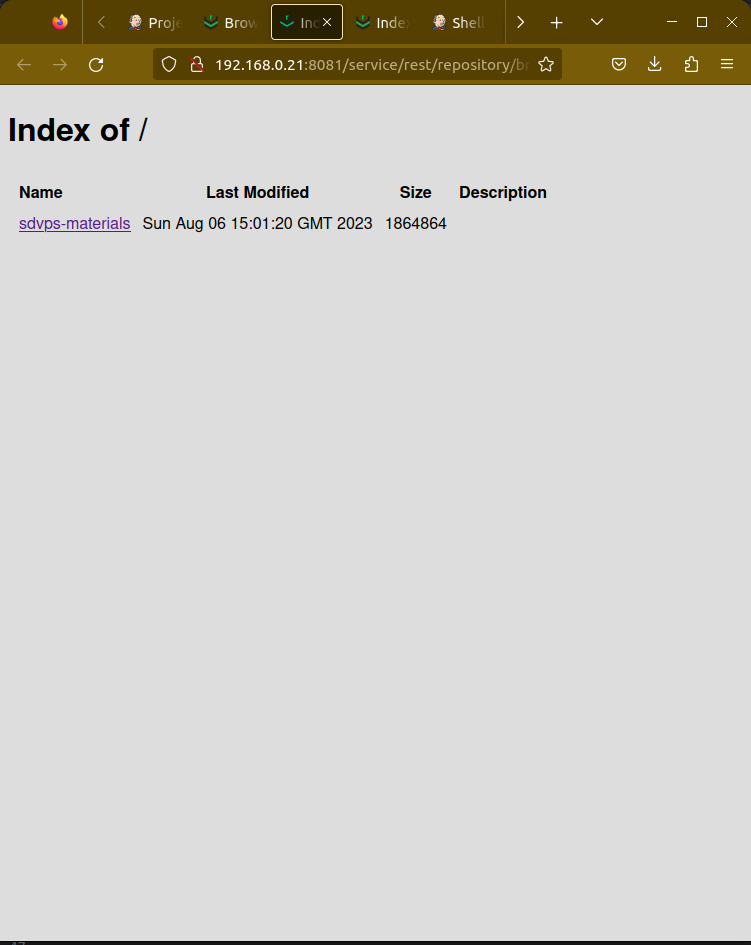 Proje Brow Ind Index Shell
192.168.0.21:8081/service/rest/repository/br
Index of /
Name Last Modified Size Description
sdvps-materials Sun Aug 06 15:01:20 GMT 2023 1864864